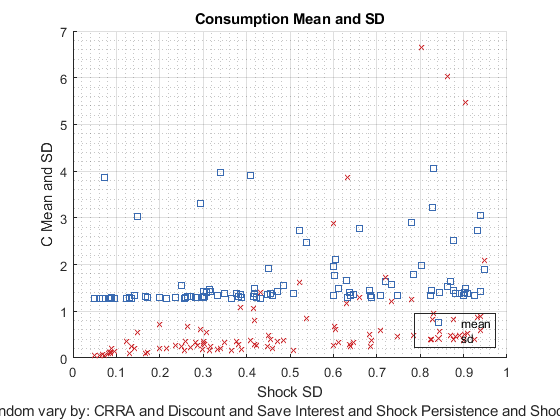 Consumption Mean and SD
7
6
5
4
3
2
1
0
C Mean and SD
mean
sd
0 0.1 0.2 0.3 0.4 0.5 0.6 0.7 0.8 0.9 1
Shock SD
ndom vary by: CRRA and Discount and Save Interest and Shock Persistence and Sho